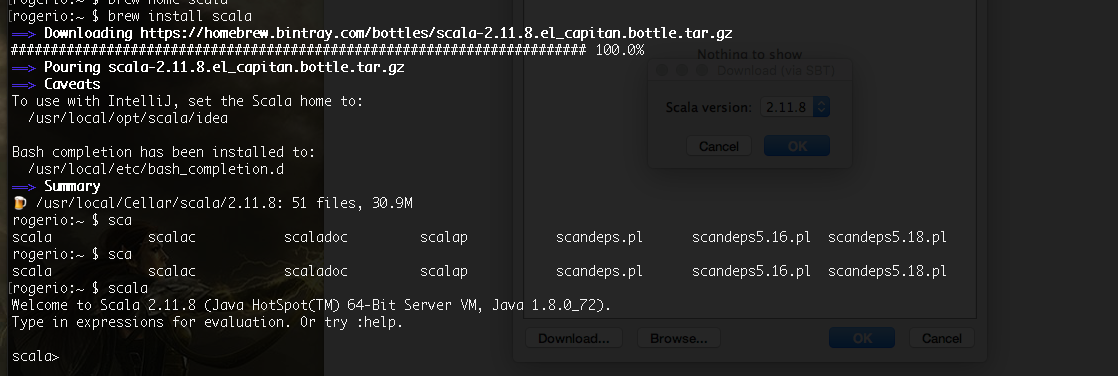 [rogerio:~ $ brew home scala
[rogerio:~ $ brew install scala
==> Downloading https://homebrew.bintray.com/bottles/scala-2.11.8.el_capitan.bottle.tar.gz
######################################################################## 100.0%
==> Pouring scala-2.11.8.el_capitan.bottle.tar.gz
==> Caveats
To use with IntelliJ, set the Scala home to:
/usr/local/opt/scala/idea
Bash completion has been installed to:
/usr/local/etc/bash_completion.d
==> Summary
🍺 /usr/local/Cellar/scala/2.11.8: 51 files, 30.9M
rogerio:~ $ sca
scala scalac scaladoc scalap scandeps.pl scandeps5.16.pl scandeps5.18.pl
rogerio:~ $ sca
scala scalac scaladoc scalap scandeps.pl scandeps5.16.pl scandeps5.18.pl
[rogerio:~ $ scala
Welcome to Scala 2.11.8 (Java HotSpot(TM) 64-Bit Server VM, Java 1.8.0_72).
Type in expressions for evaluation. Or try :help.
scala>
Nothing to show
Download (via SBT)
Scala version: 2.11.8
Cancel OK
Download... Browse... OK Cancel